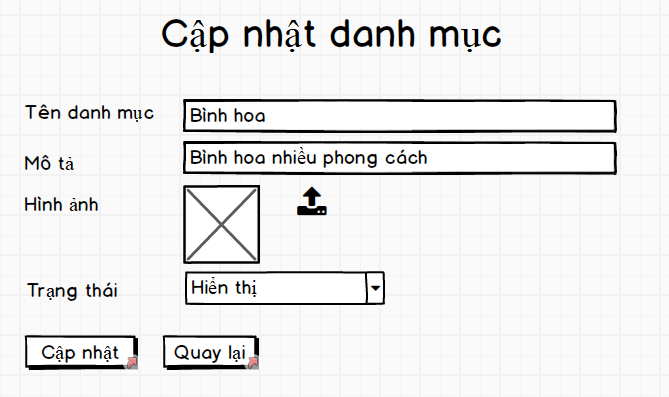 Cập nhật danh mục
Tên danh mục
Bình hoa
Mô tả
Bình hoa nhiều phong cách
Hình ảnh
Trạng thái
Hiển thị
Cập nhật
Quay lại